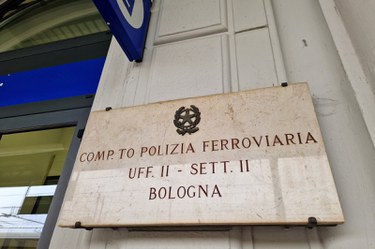 COMP.TO POLIZIA FERROVIARIA
UFF. II - SETT. II
BOLOGNA